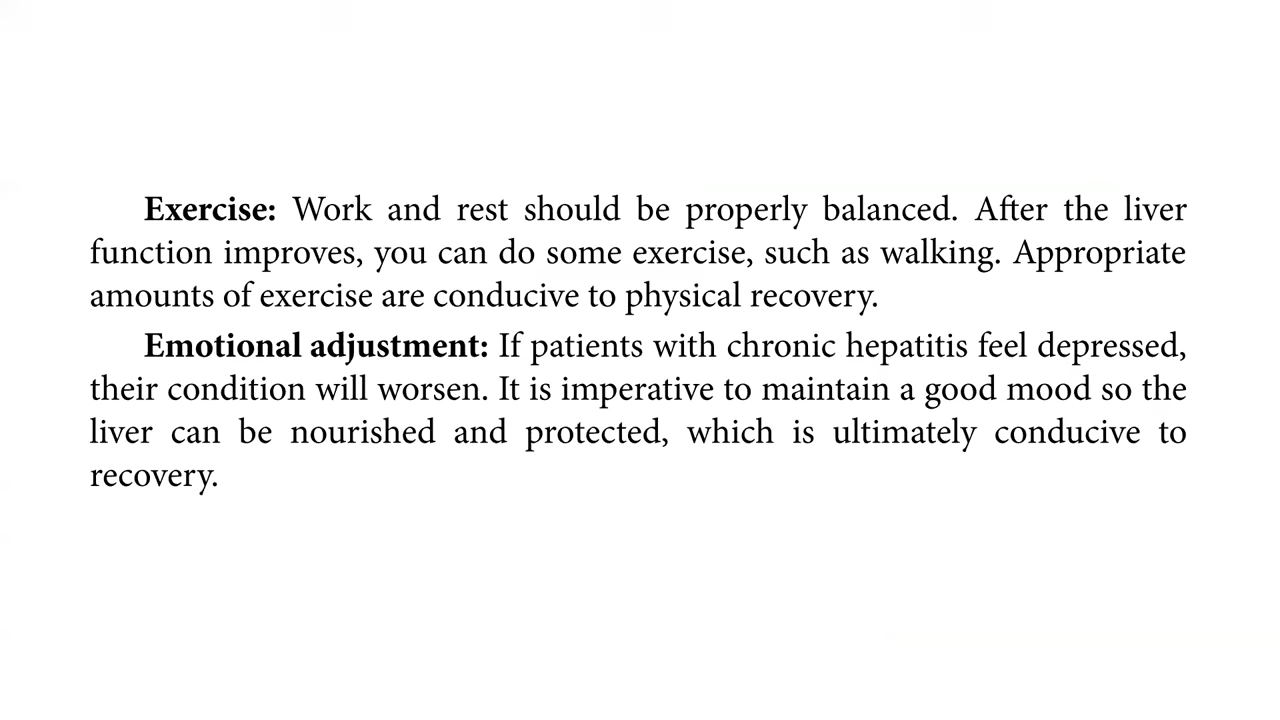 Exercise: Work and rest should be properly balanced. After the liver
function improves, you can do some exercise, such as walking. Appropriate
amounts of exercise are conducive to physical recovery.
Emotional adjustment: If patients with chronic hepatitis feel depressed,
their condition will worsen. It is imperative to maintain a good mood so the
liver can be nourished and protected, which is ultimately conducive to
recovery.